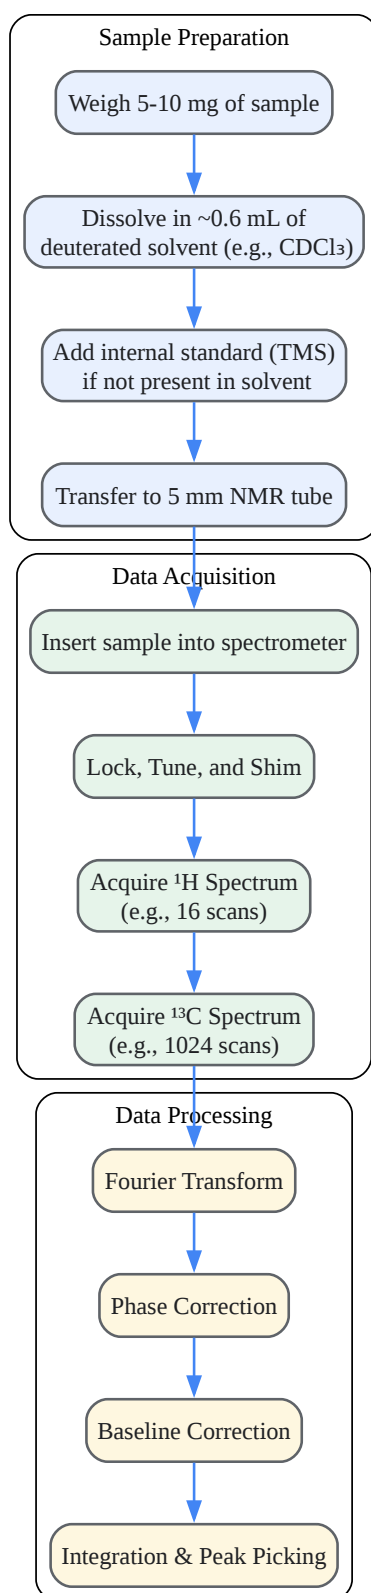 Sample Preparation
Weigh 5-10 mg of sample
Dissolve in ~0.6 mL of
deuterated solvent (e.g., CDCl₃)
Add internal standard (TMS)
if not present in solvent
Transfer to 5 mm NMR tube
Data Acquisition
Insert sample into spectrometer
Lock, Tune, and Shim
Acquire ¹H Spectrum
(e.g., 16 scans)
Acquire ¹³C Spectrum
(e.g., 1024 scans)
Data Processing
Fourier Transform
Phase Correction
Baseline Correction
Integration & Peak Picking